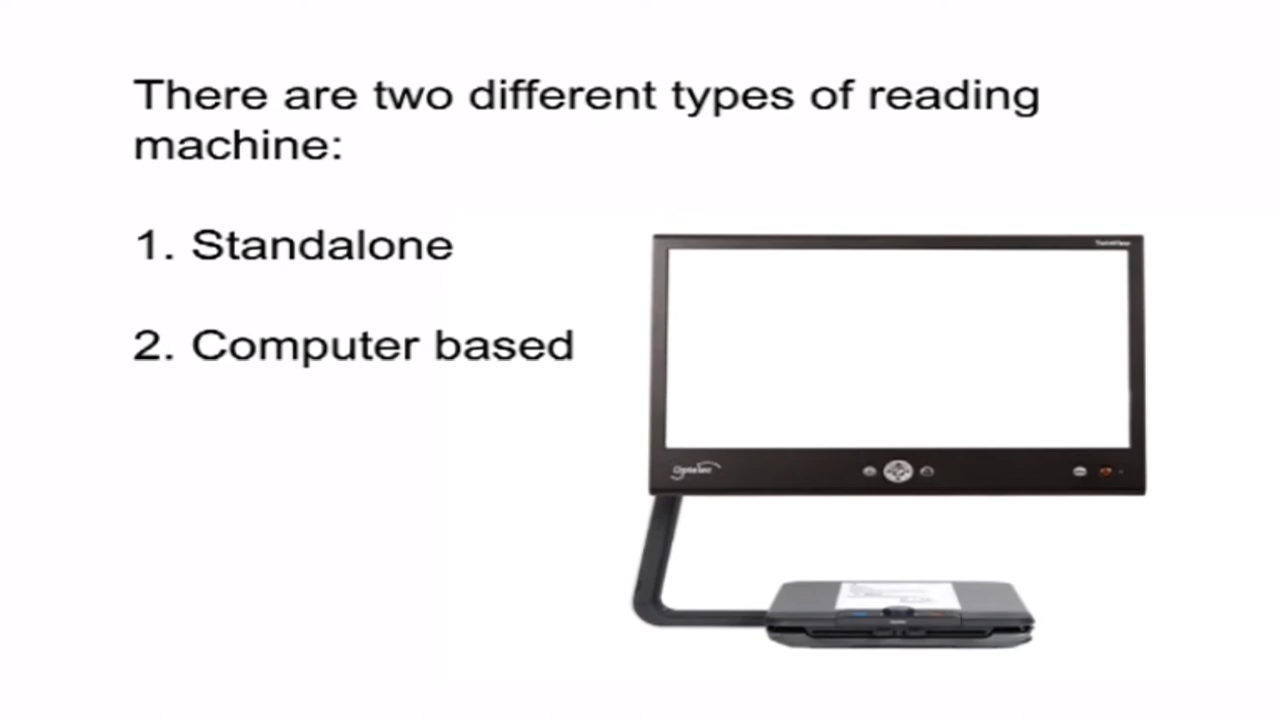 There are two different types of reading
machine:
1. Standalone
2. Computer based